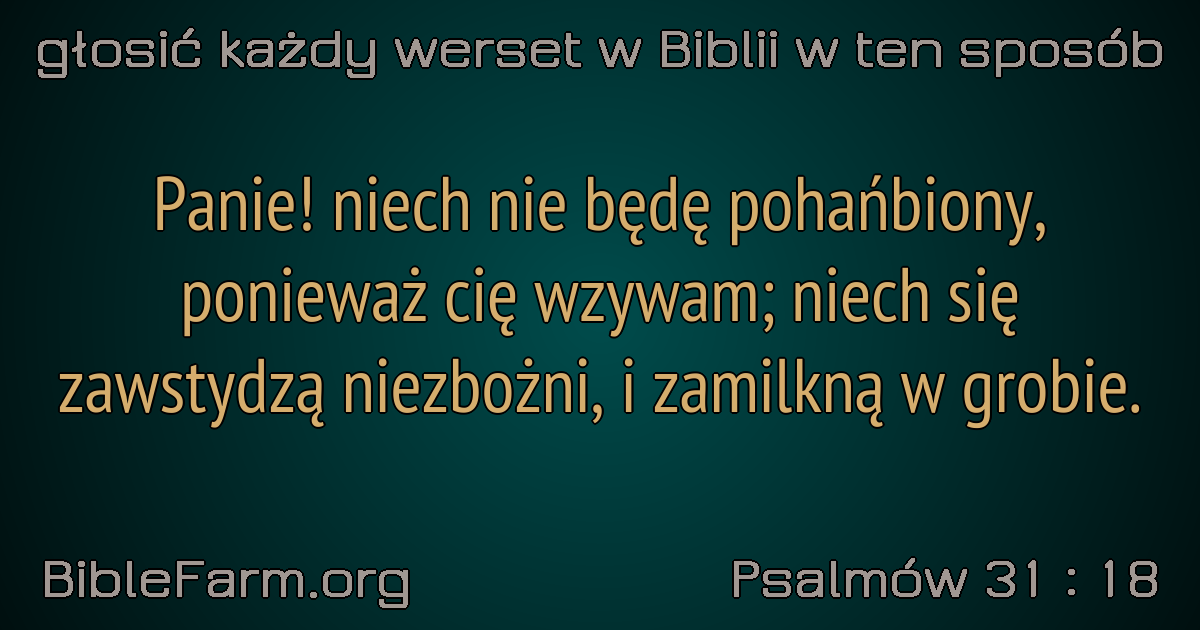 głosić każdy werset w Biblii w ten sposób
Panie! niech nie będę pohańbiony,
ponieważ cię wzywam; niech się
zawstydzą niezbożni, i zamilkną w grobie.
BibleFarm.org
Psalmów 31 : 18